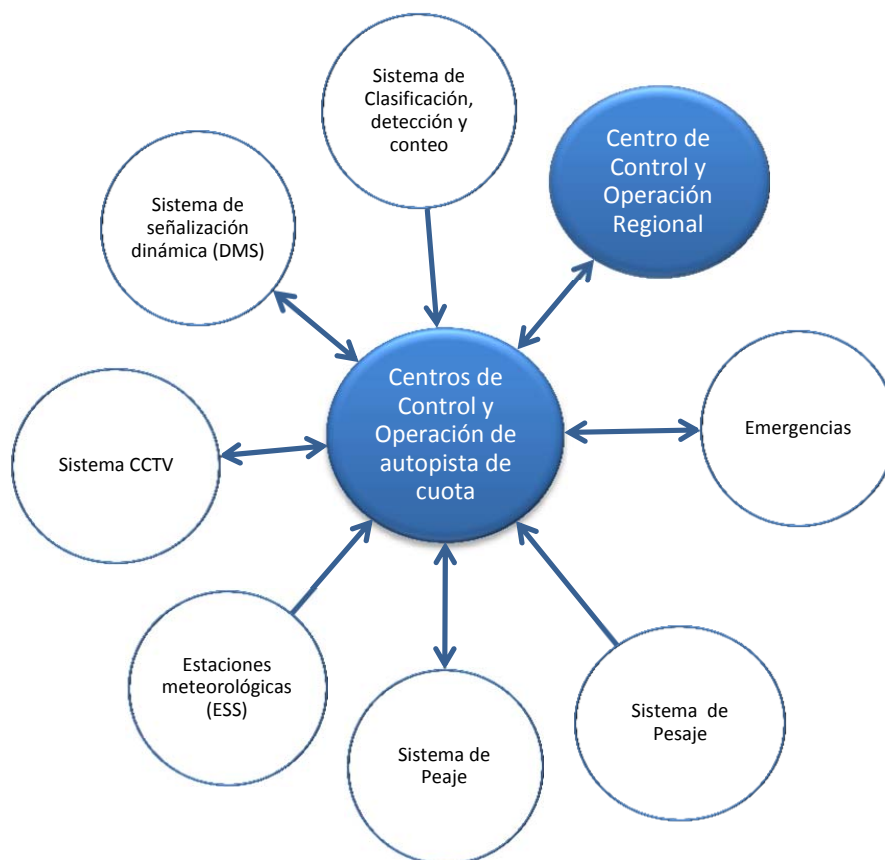 Sistema de
Clasificación,
detección y
conteo
Centro de
Control y
Operación
Regional
Sistema de
señalización
dinámica (DMS)
Centros de
Control y
Operación de
autopista de
cuota
Emergencias
Sistema CCTV
Estaciones
meteorológicas
(ESS)
Sistema de
Peaje
Sistema de
Pesaje